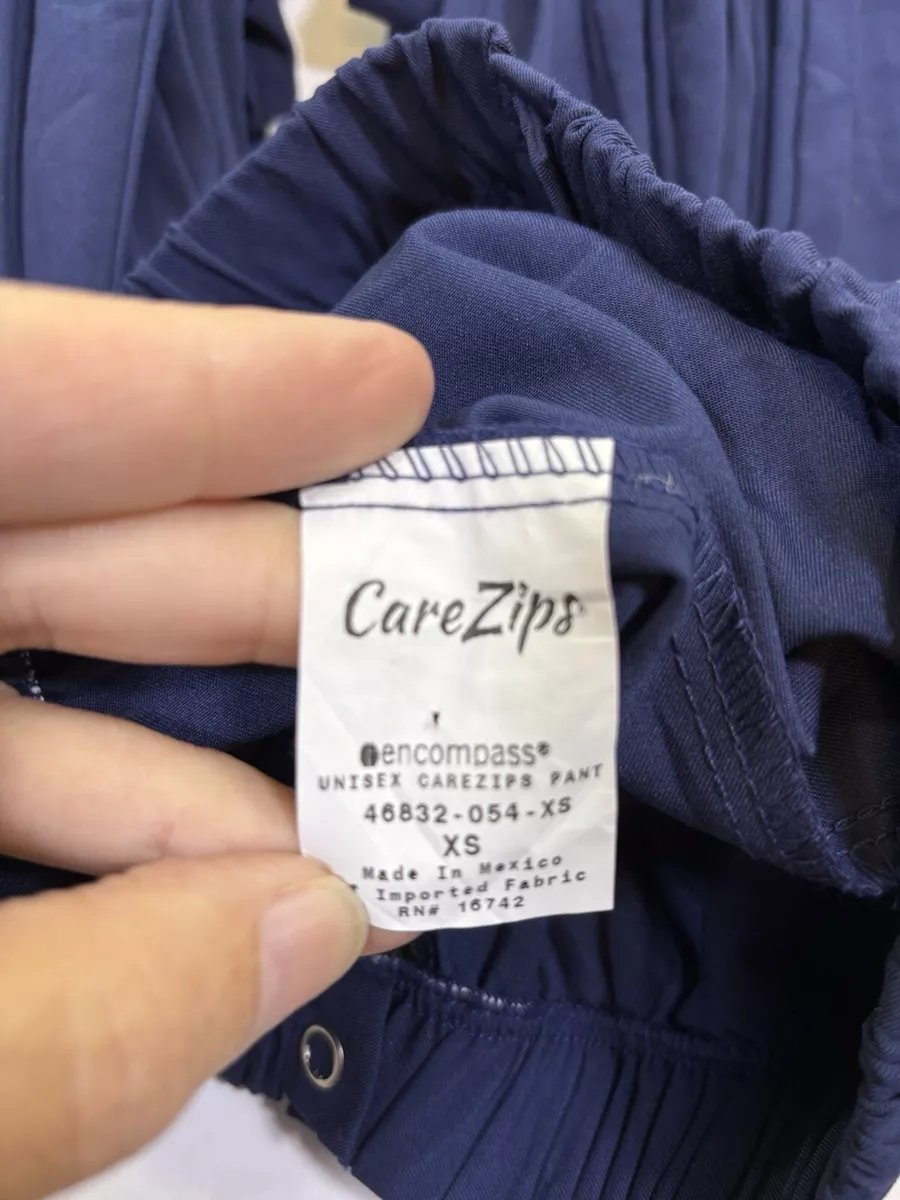 CareZips®
encompass®
UNISEX CAREZIPS PANT
46832-054-XS
XS
Made In Mexico
Imported Fabric
RN# 16742